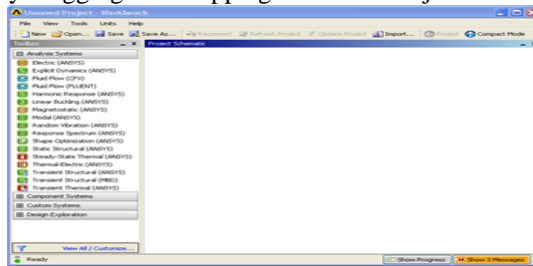 Unsaved Project - Workbench
File View Tools Units Help
New Open... Save Save As... Reconnect Refresh Project Update Project Import... Project Compact Mode
Toolbox Project Schematic
Analysis Systems
Electric (ANSYS)
Explicit Dynamics (ANSYS)
Fluid Flow (CFX)
Fluid Flow (FLUENT)
Harmonic Response (ANSYS)
Linear Buckling (ANSYS)
Magnetostatic (ANSYS)
Modal (ANSYS)
Random Vibration (ANSYS)
Response Spectrum (ANSYS)
Shape Optimization (ANSYS)
Static Structural (ANSYS)
Steady-State Thermal (ANSYS)
Thermal-Electric (ANSYS)
Transient Structural (ANSYS)
Transient Structural (MBD)
Transient Thermal (ANSYS)
Component Systems
Custom Systems
Design Exploration
View All / Customize...
Ready Show Progress Show 3 Messages